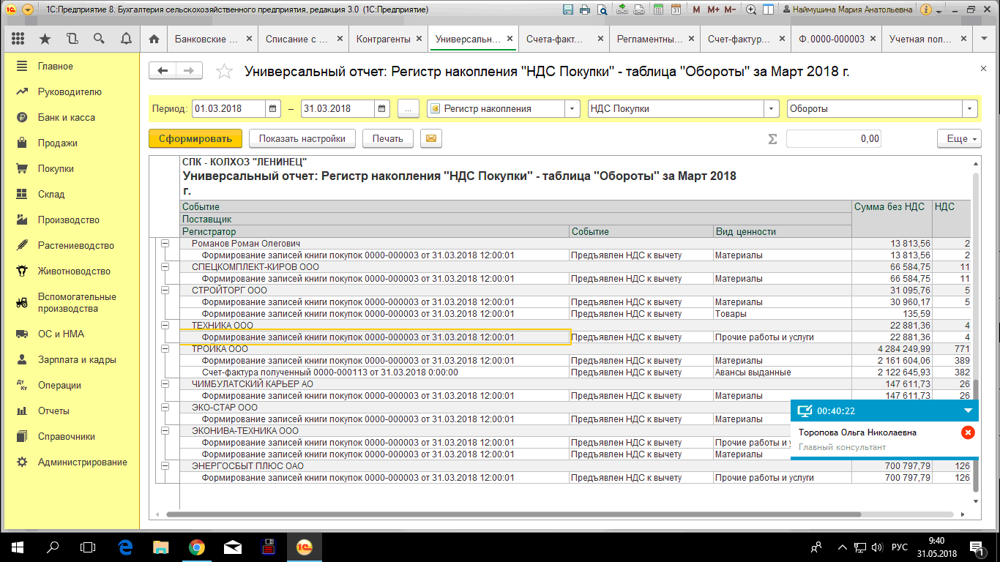 1С:Предприятие 8. Бухгалтерия сельскохозяйственного предприятия, редакция 3.0 (1С:Предприятие)
M M+ M-
Наймушина Мария Анатольевна
Банковские ...
Списание с ...
Контрагенты
Универсальн...
Счета-факт...
Регламентны...
Счет-фактур...
Ф.0000-000003
Учетная пол...
Главное
Руководителю
Банк и касса
Продажи
Покупки
Склад
Производство
Растениеводство
Животноводство
Вспомогательные
производства
ОС и НМА
Зарплата и кадры
Операции
Отчеты
Справочники
Администрирование
Универсальный отчет: Регистр накопления "НДС Покупки" - таблица "Обороты" за Март 2018 г.
Период: 01.03.2018 – 31.03.2018 ... Регистр накопления НДС Покупки Обороты
Сформировать Показать настройки Печать Σ 0,00 Еще
СПК - КОЛХОЗ "ЛЕНИНЕЦ"
Универсальный отчет: Регистр накопления "НДС Покупки" - таблица "Обороты" за Март 2018
г.
Событие Сумма без НДС НДС
Поставщик
Регистратор Событие Вид ценности
Романов Роман Олегович 13 813,56 2
Формирование записей книги покупок 0000-000003 от 31.03.2018 12:00:01 Предъявлен НДС к вычету Материалы 13 813,56 2
СПЕЦКОМПЛЕКТ-КИРОВ ООО 66 584,75 11
Формирование записей книги покупок 0000-000003 от 31.03.2018 12:00:01 Предъявлен НДС к вычету Материалы 66 584,75 11
СТРОЙТОРГ ООО 31 095,76 5
Формирование записей книги покупок 0000-000003 от 31.03.2018 12:00:01 Предъявлен НДС к вычету Материалы 30 960,17 5
Формирование записей книги покупок 0000-000003 от 31.03.2018 12:00:01 Предъявлен НДС к вычету Товары 135,59
ТЕХНИКА ООО 22 881,36 4
Формирование записей книги покупок 0000-000003 от 31.03.2018 12:00:01 Предъявлен НДС к вычету Прочие работы и услуги 22 881,36 4
ТРОЙКА ООО 4 284 249,99 771
Формирование записей книги покупок 0000-000003 от 31.03.2018 12:00:01 Предъявлен НДС к вычету Материалы 2 161 604,06 389
Счет-фактура полученный 0000-000113 от 31.03.2018 0:00:00 Предъявлен НДС к вычету Авансы выданные 2 122 645,93 382
ЧИМБУЛАТСКИЙ КАРЬЕР АО 147 611,73 26
Формирование записей книги покупок 0000-000003 от 31.03.2018 12:00:01 Предъявлен НДС к вычету Материалы 147 611,73 26
ЭКО-СТАР ООО
Формирование записей книги покупок 0000-000003 от 31.03.2018 12:00:01 Предъявлен НДС к вычету Материалы
ЭКОНИВА-ТЕХНИКА ООО
Формирование записей книги покупок 0000-000003 от 31.03.2018 12:00:01 Предъявлен НДС к вычету Прочие работы и у
Формирование записей книги покупок 0000-000003 от 31.03.2018 12:00:01 Предъявлен НДС к вычету Материалы
ЭНЕРГОСБЫТ ПЛЮС ОАО 700 797,79 126
Формирование записей книги покупок 0000-000003 от 31.03.2018 12:00:01 Предъявлен НДС к вычету Прочие работы и услуги 700 797,79 126
00:40:22
Торопова Ольга Николаевна
Главный консультант
РУС
9:40
31.05.2018
1